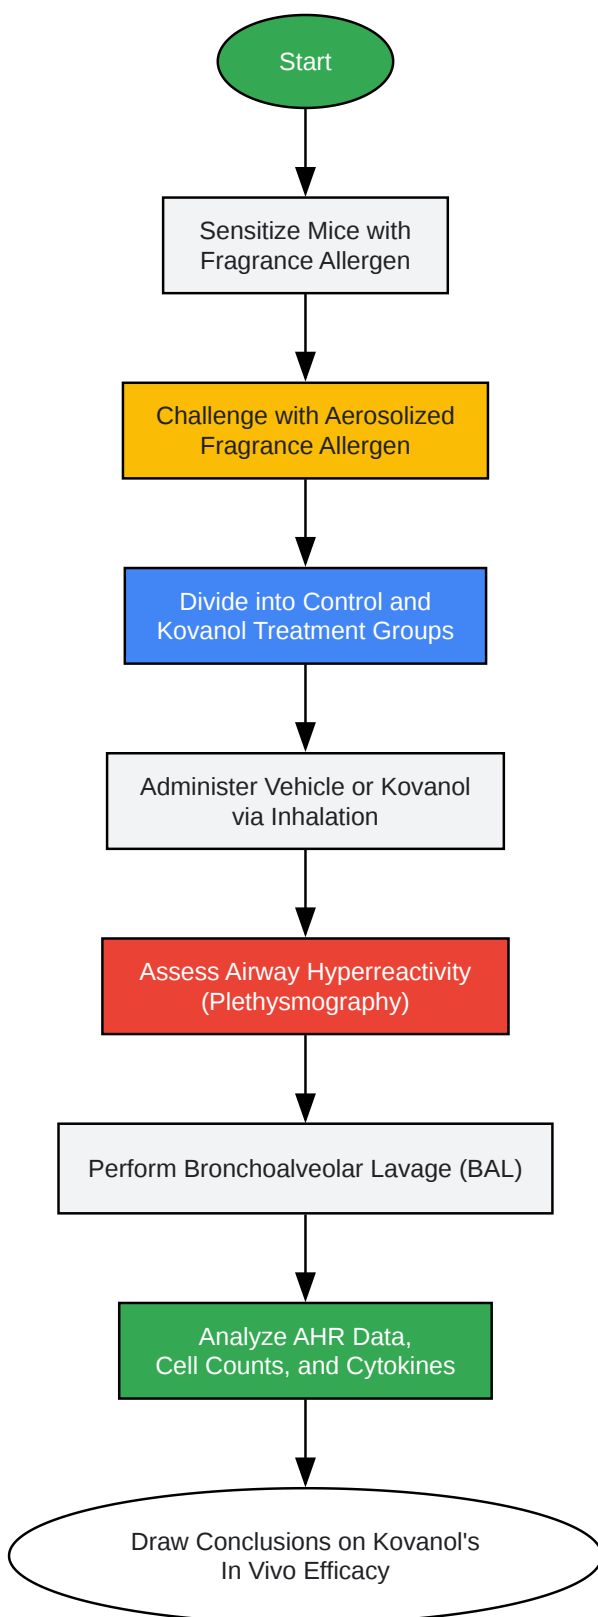 Start
Sensitize Mice with
Fragrance Allergen
Challenge with Aerosolized
Fragrance Allergen
Divide into Control and
Kovanol Treatment Groups
Administer Vehicle or Kovanol
via Inhalation
Assess Airway Hyperreactivity
(Plethysmography)
Perform Bronchoalveolar Lavage (BAL)
Analyze AHR Data,
Cell Counts, and Cytokines
Draw Conclusions on Kovanol's
In Vivo Efficacy